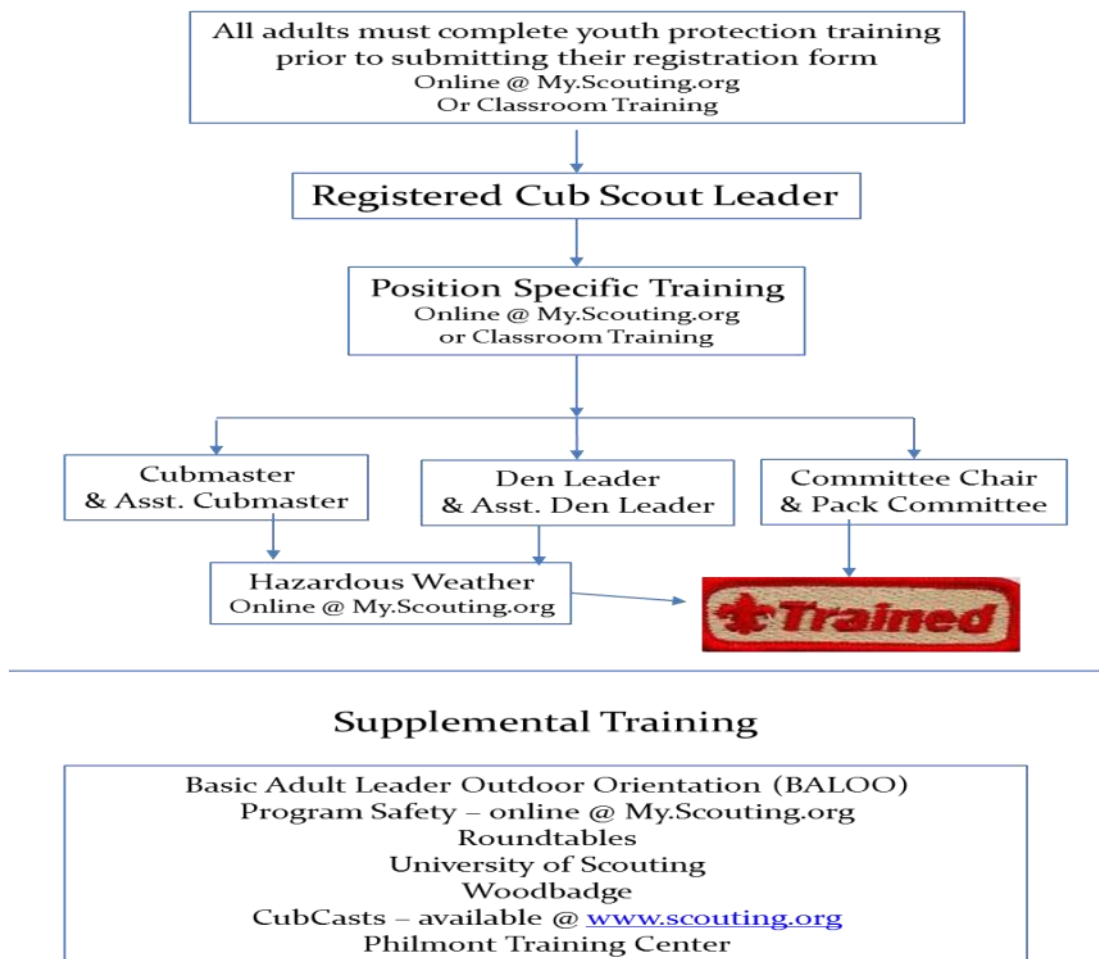 All adults must complete youth protection training
prior to submitting their registration form
Online @ My.Scouting.org
Or Classroom Training
Registered Cub Scout Leader
Position Specific Training
Online @ My.Scouting.org
or Classroom Training
Cubmaster
& Asst. Cubmaster
Den Leader
& Asst. Den Leader
Committee Chair
& Pack Committee
Hazardous Weather
Online @ My.Scouting.org
Trained
Supplemental Training
Basic Adult Leader Outdoor Orientation (BALOO)
Program Safety – online @ My.Scouting.org
Roundtables
University of Scouting
Woodbadge
CubCasts – available @ www.scouting.org
Philmont Training Center